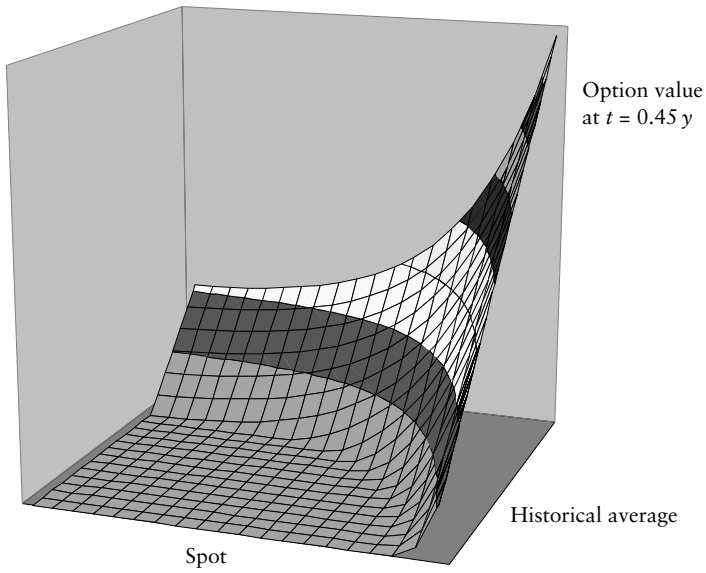 Option value
at t = 0.45 y
Historical average
Spot